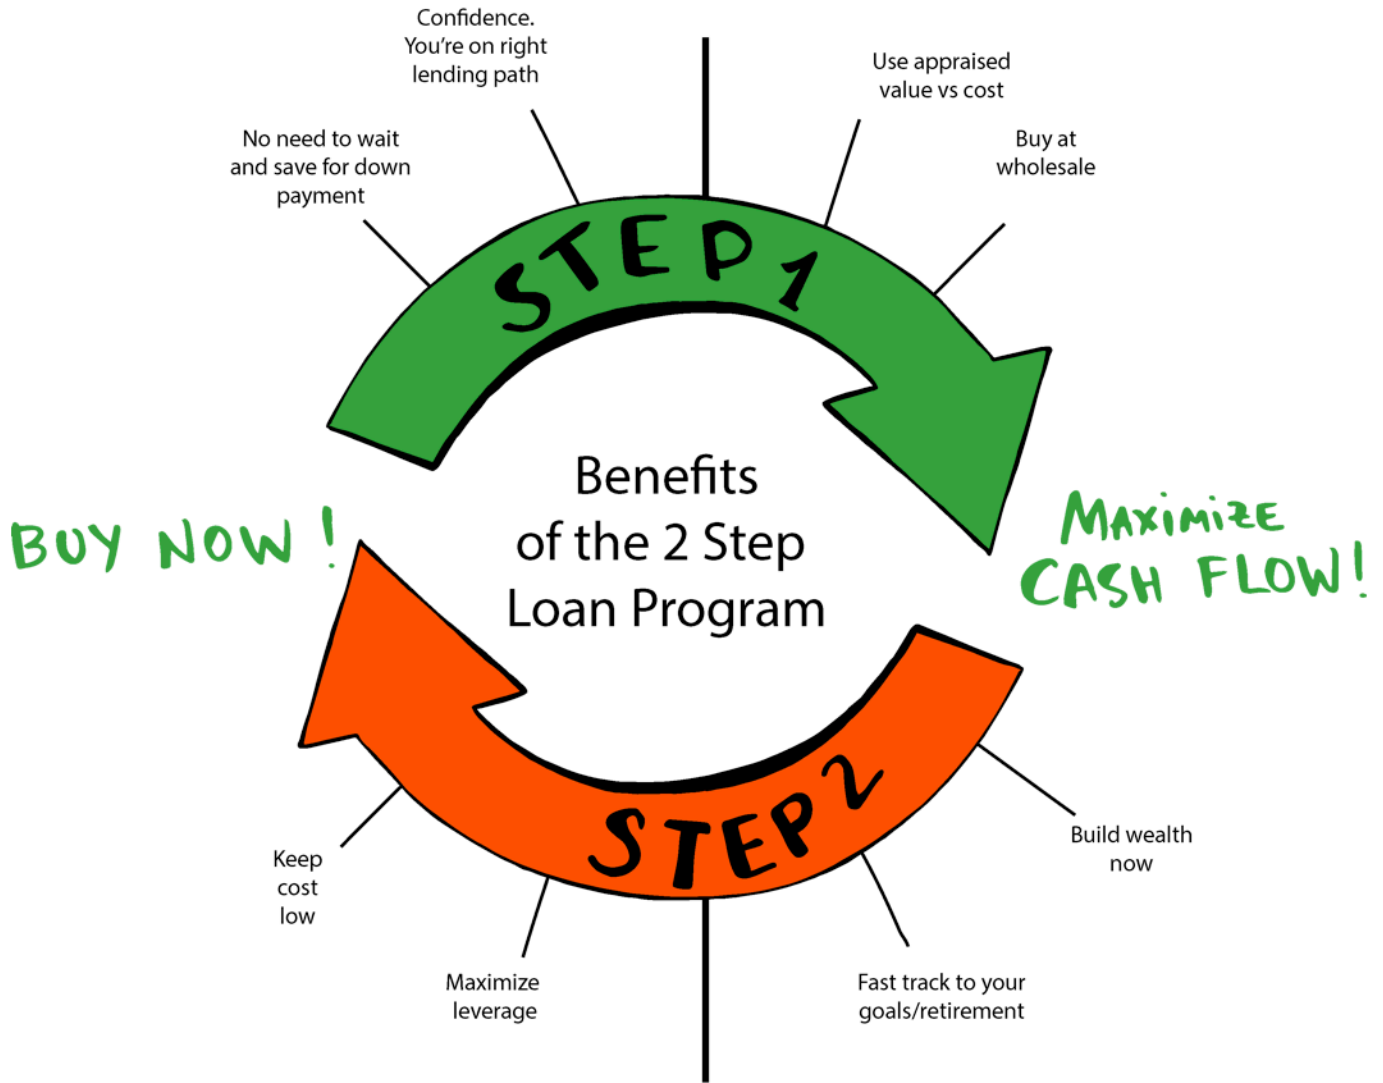 Confidence.
You're on right
lending path
No need to wait
and save for down
payment
Use appraised
value vs cost
Buy at
wholesale
STEP 1
Benefits
of the 2 Step
Loan Program
BUY NOW!
MAXiMiZE
CASH FLOW!
STEP 2
Keep
cost
low
Maximize
leverage
Fast track to your
goals/retirement
Build wealth
now